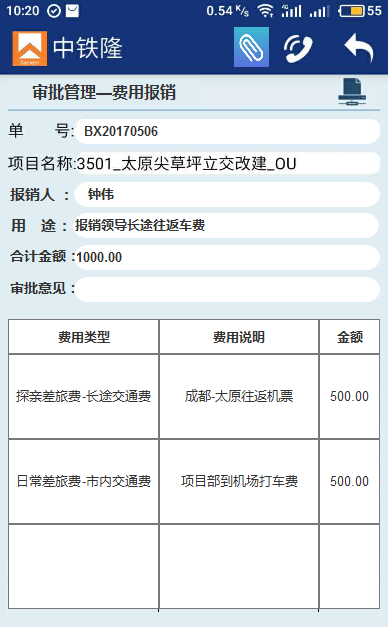 10:20 0.54 K/s 4G 55
Ranken
中铁隆
审批管理—费用报销
单 号: BX20170506
项目名称:3501_太原尖草坪立交改建_OU
报销人 : 钟伟
用 途 : 报销领导长途往返车费
合计金额 :1000.00
审批意见 :
费用类型 费用说明 金额
探亲差旅费-长途交通费 成都-太原往返机票 500.00
日常差旅费-市内交通费 项目部到机场打车费 500.00